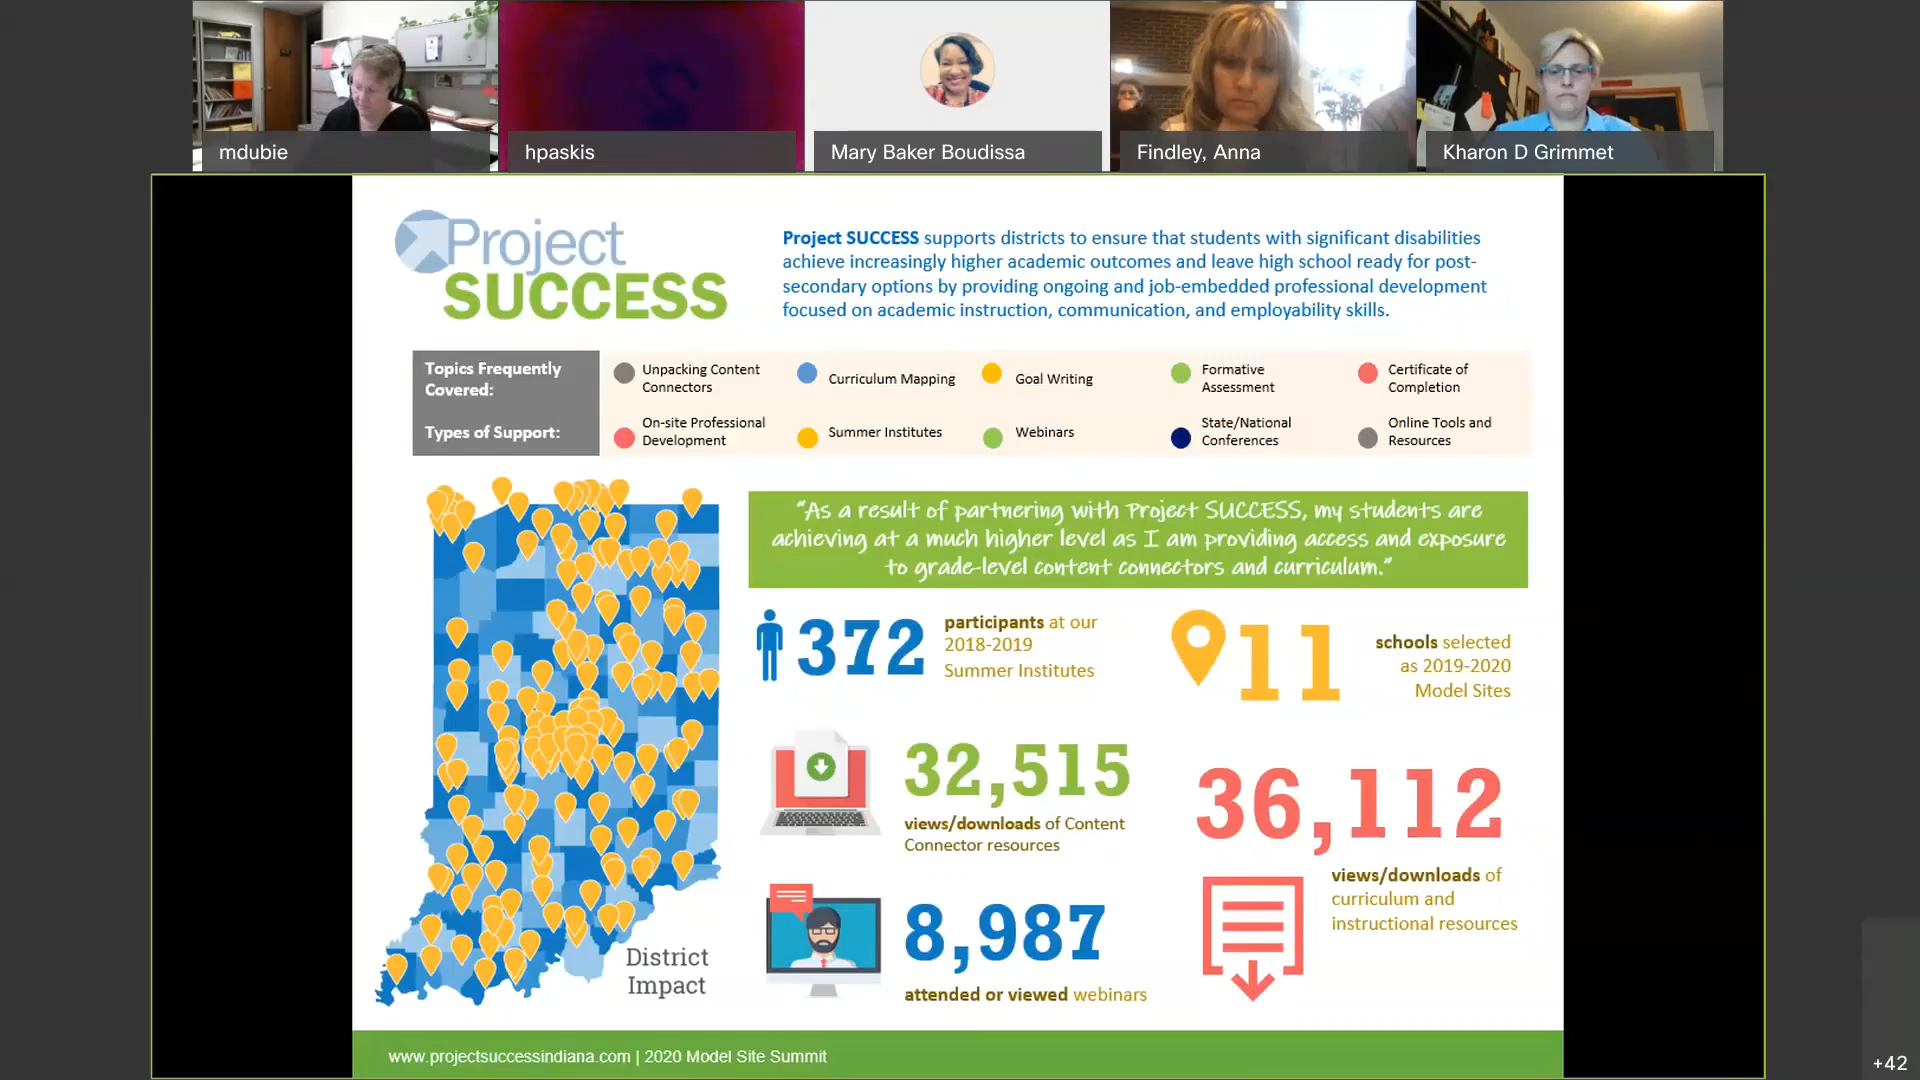 mdubie
hpaskis
Mary Baker Boudissa
Findley, Anna
Kharon D Grimmet
Project
SUCCESS
Project SUCCESS supports districts to ensure that students with significant disabilities
achieve increasingly higher academic outcomes and leave high school ready for post-
secondary options by providing ongoing and job-embedded professional development
focused on academic instruction, communication, and employability skills.
Topics Frequently
Covered:
Unpacking Content
Connectors
Curriculum Mapping
Goal Writing
Formative
Assessment
Certificate of
Completion
Types of Support:
On-site Professional
Development
Summer Institutes
Webinars
State/National
Conferences
Online Tools and
Resources
"As a result of partnering with Project SUCCESS, my students are
achieving at a much higher level as I am providing access and exposure
to grade-level content connectors and curriculum."
372
participants at our
2018-2019
Summer Institutes
11
schools selected
as 2019-2020
Model Sites
32,515
views/downloads of Content
Connector resources
36,112
views/downloads of
curriculum and
instructional resources
8,987
attended or viewed webinars
District
Impact
www.projectsuccessindiana.com | 2020 Model Site Summit
+42